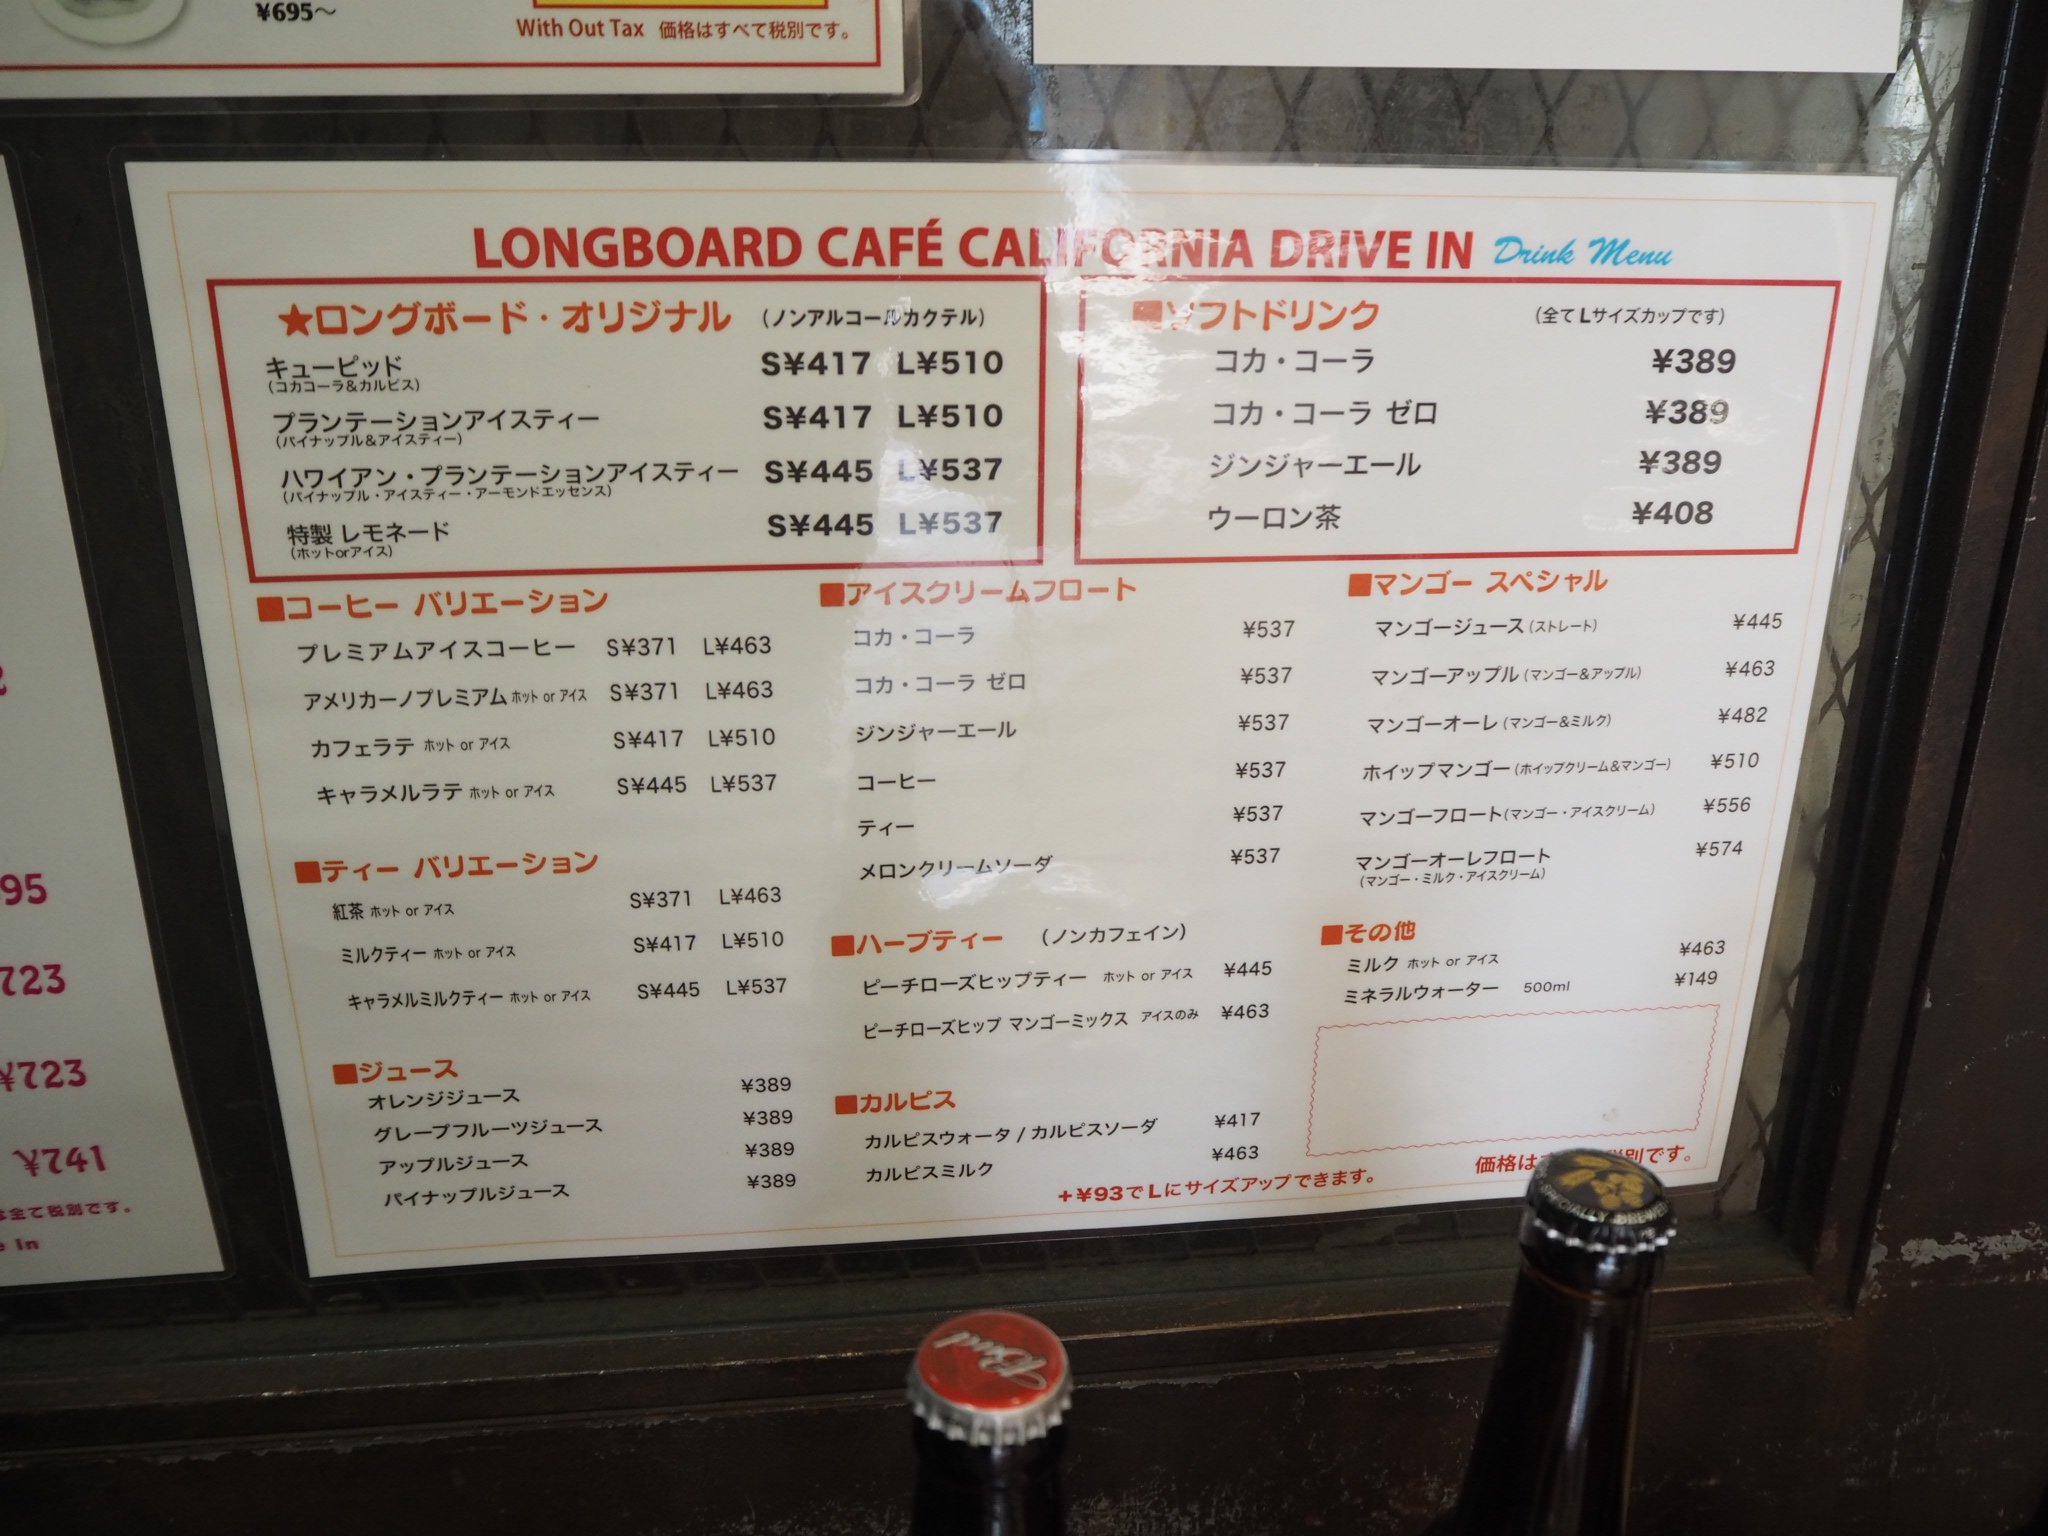 ¥695〜
With Out Tax 価格はすべて税別です。
LONGBOARD CAFÉ CALIFORNIA DRIVE IN Drink Menu
★ロングボード・オリジナル (ノンアルコールカクテル)
キューピッド S¥417 L¥510
(コカコーラ&カルピス)
プランテーションアイスティー S¥417 L¥510
(パイナップル&アイスティー)
ハワイアン・プランテーションアイスティー S¥445 L¥537
(パイナップル・アイスティー・アーモンドエッセンス)
特製 レモネード S¥445 L¥537
(ホットorアイス)
■ソフトドリンク (全てLサイズカップです)
コカ・コーラ ¥389
コカ・コーラ ゼロ ¥389
ジンジャーエール ¥389
ウーロン茶 ¥408
■コーヒー バリエーション
プレミアムアイスコーヒー S¥371 L¥463
アメリカーノプレミアム ホット or アイス S¥371 L¥463
カフェラテ ホット or アイス S¥417 L¥510
キャラメルラテ ホット or アイス S¥445 L¥537
■ティー バリエーション
紅茶 ホット or アイス S¥371 L¥463
ミルクティー ホット or アイス S¥417 L¥510
キャラメルミルクティー ホット or アイス S¥445 L¥537
■ジュース
オレンジジュース ¥389
グレープフルーツジュース ¥389
アップルジュース ¥389
パイナップルジュース ¥389
■アイスクリームフロート
コカ・コーラ ¥537
コカ・コーラ ゼロ ¥537
ジンジャーエール ¥537
コーヒー ¥537
ティー ¥537
メロンクリームソーダ ¥537
■ハーブティー (ノンカフェイン)
ピーチローズヒップティー ホット or アイス ¥445
ピーチローズヒップ マンゴーミックス アイスのみ ¥463
■カルピス
カルピスウォータ / カルピスソーダ ¥417
カルピスミルク ¥463
■マンゴー スペシャル
マンゴージュース (ストレート) ¥445
マンゴーアップル (マンゴー&アップル) ¥463
マンゴーオーレ (マンゴー&ミルク) ¥482
ホイップマンゴー (ホイップクリーム&マンゴー) ¥510
マンゴーフロート (マンゴー・アイスクリーム) ¥556
マンゴーオーレフロート ¥574
(マンゴー・ミルク・アイスクリーム)
■その他
ミルク ホット or アイス ¥463
ミネラルウォーター 500ml ¥149
+¥93でLにサイズアップできます。
価格は 税別です。
95
723
¥723
¥741
全て税別です。
In
Bud
SPECIALLY BREWED